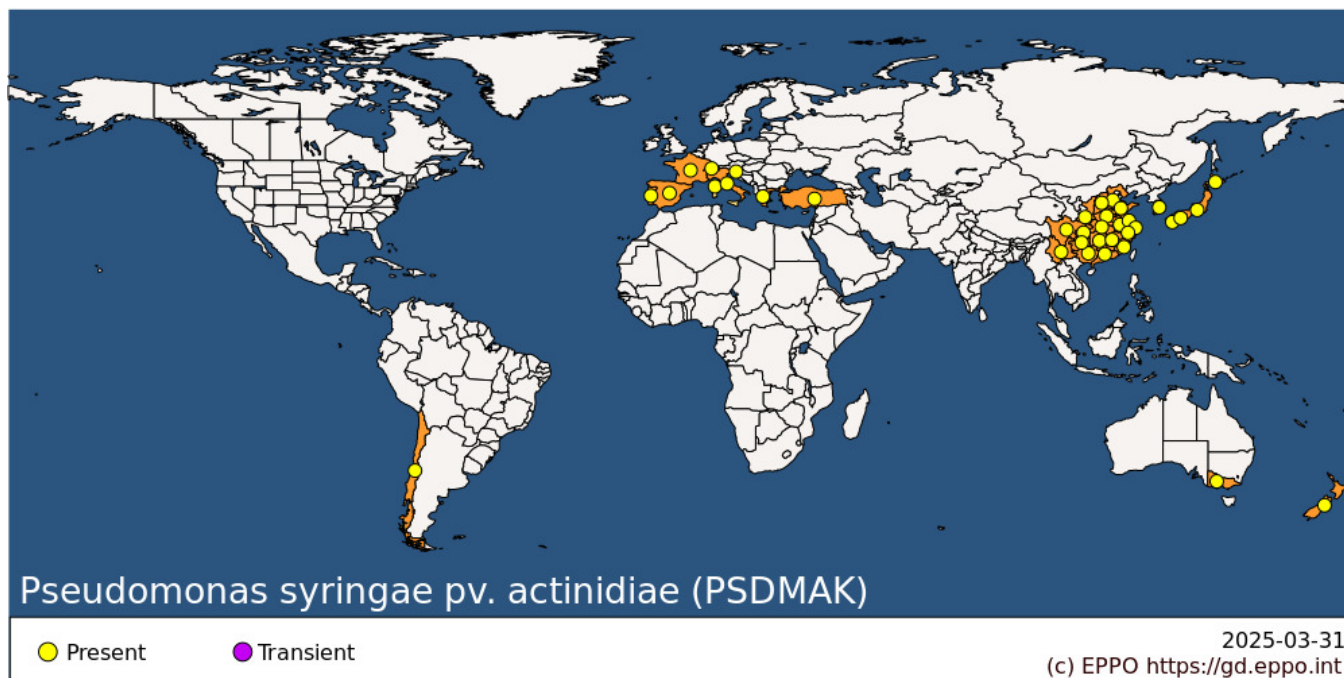 Pseudomonas syringae pv. actinidiae (PSDMAK)
Present
Transient
2025-03-31
(c) EPPO https://gd.eppo.int